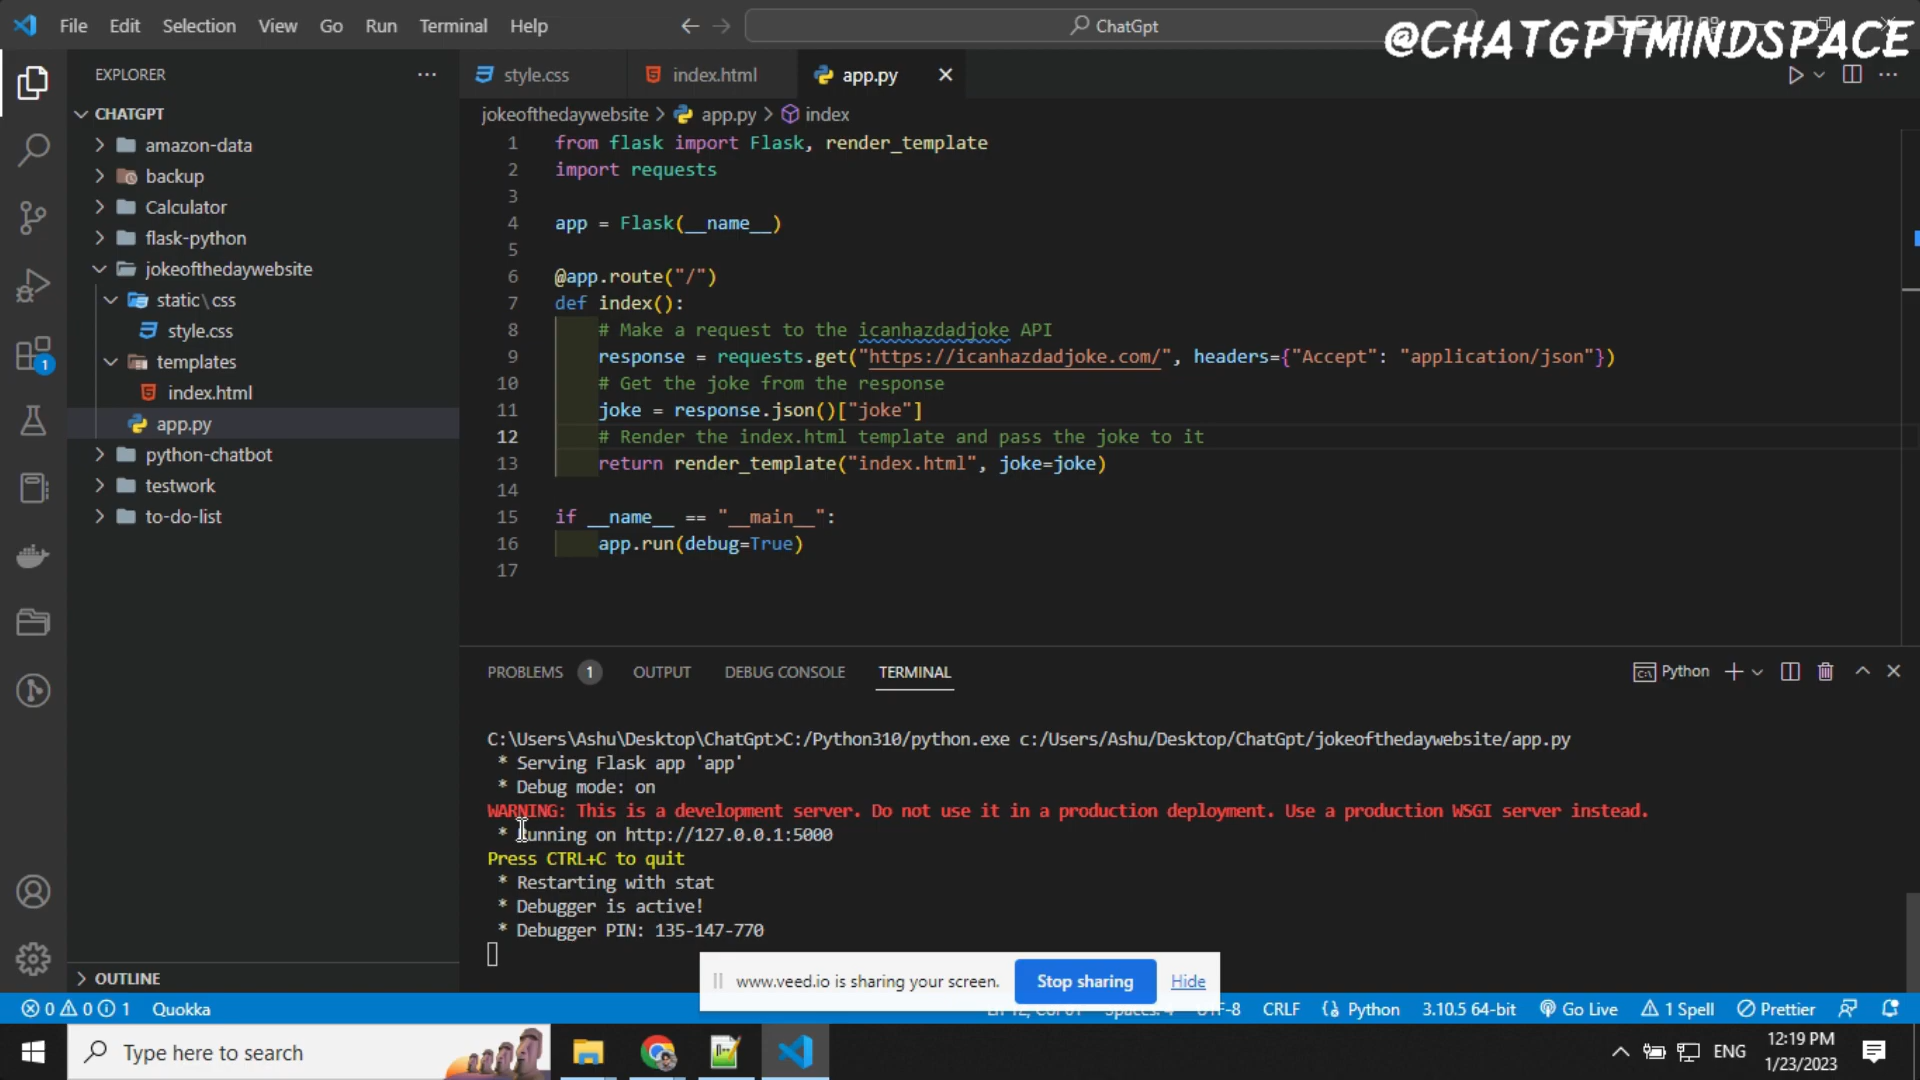 File Edit Selection View Go Run Terminal Help
ChatGpt
@CHATGPTMINDSPACE
EXPLORER
CHATGPT
amazon-data
backup
Calculator
flask-python
jokeofthedaywebsite
static\css
style.css
templates
index.html
app.py
python-chatbot
testwork
to-do-list
OUTLINE
1
style.css index.html app.py
jokeofthedaywebsite > app.py > index
1 from flask import Flask, render_template
2 import requests
3
4 app = Flask(__name__)
5
6 @app.route("/")
7 def index():
8 # Make a request to the icanhazdadjoke API
9 response = requests.get("https://icanhazdadjoke.com/", headers={"Accept": "application/json"})
10 # Get the joke from the response
11 joke = response.json()["joke"]
12 # Render the index.html template and pass the joke to it
13 return render_template("index.html", joke=joke)
14
15 if __name__ == "__main__":
16 app.run(debug=True)
17
PROBLEMS 1 OUTPUT DEBUG CONSOLE TERMINAL
Python
C:\Users\Ashu\Desktop\ChatGpt>C:/Python310/python.exe c:/Users/Ashu/Desktop/ChatGpt/jokeofthedaywebsite/app.py
* Serving Flask app 'app'
* Debug mode: on
WARNING: This is a development server. Do not use it in a production deployment. Use a production WSGI server instead.
* Running on http://127.0.0.1:5000
Press CTRL+C to quit
* Restarting with stat
* Debugger is active!
* Debugger PIN: 135-147-770
www.veed.io is sharing your screen. Stop sharing Hide
0 0 1 Quokka
CRLF Python 3.10.5 64-bit Go Live 1 Spell Prettier
Type here to search
ENG
12:19 PM
1/23/2023